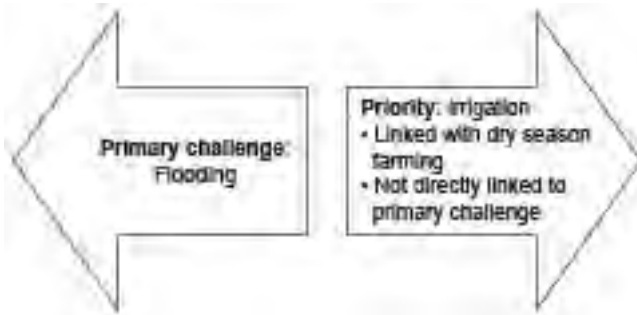 Primary challenge:
Flooding
Priority: Irrigation
• Linked with dry season
farming
• Not directly linked to
primary challenge